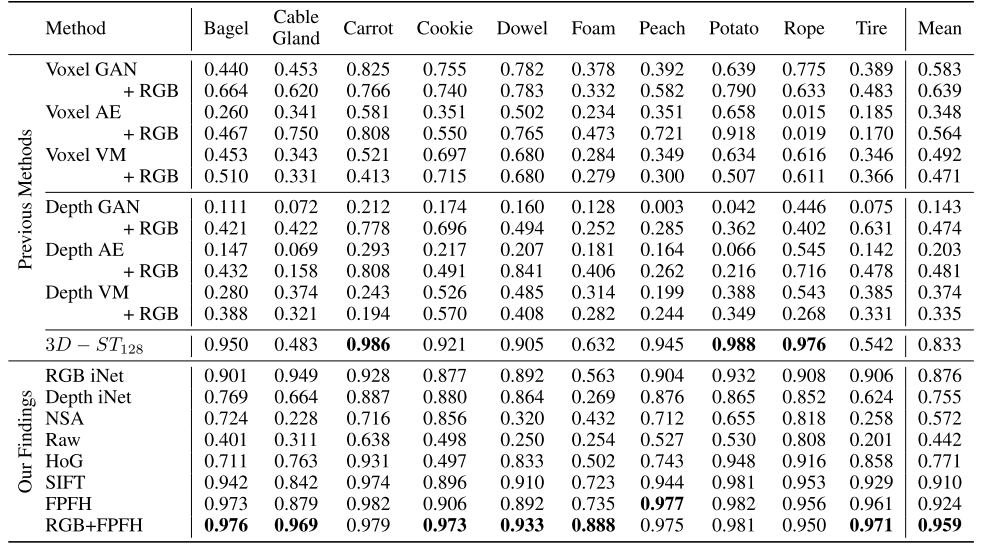 Method Bagel Cable Gland Carrot Cookie Dowel Foam Peach Potato Rope Tire Mean
Previous Methods
Voxel GAN 0.440 0.453 0.825 0.755 0.782 0.378 0.392 0.639 0.775 0.389 0.583
+ RGB 0.664 0.620 0.766 0.740 0.783 0.332 0.582 0.790 0.633 0.483 0.639
Voxel AE 0.260 0.341 0.581 0.351 0.502 0.234 0.351 0.658 0.015 0.185 0.348
+ RGB 0.467 0.750 0.808 0.550 0.765 0.473 0.721 0.918 0.019 0.170 0.564
Voxel VM 0.453 0.343 0.521 0.697 0.680 0.284 0.349 0.634 0.616 0.346 0.492
+ RGB 0.510 0.331 0.413 0.715 0.680 0.279 0.300 0.507 0.611 0.366 0.471
Depth GAN 0.111 0.072 0.212 0.174 0.160 0.128 0.003 0.042 0.446 0.075 0.143
+ RGB 0.421 0.422 0.778 0.696 0.494 0.252 0.285 0.362 0.402 0.631 0.474
Depth AE 0.147 0.069 0.293 0.217 0.207 0.181 0.164 0.066 0.545 0.142 0.203
+ RGB 0.432 0.158 0.808 0.491 0.841 0.406 0.262 0.216 0.716 0.478 0.481
Depth VM 0.280 0.374 0.243 0.526 0.485 0.314 0.199 0.388 0.543 0.385 0.374
+ RGB 0.388 0.321 0.194 0.570 0.408 0.282 0.244 0.349 0.268 0.331 0.335
3D − ST128 0.950 0.483 0.986 0.921 0.905 0.632 0.945 0.988 0.976 0.542 0.833
Our Findings
RGB iNet 0.901 0.949 0.928 0.877 0.892 0.563 0.904 0.932 0.908 0.906 0.876
Depth iNet 0.769 0.664 0.887 0.880 0.864 0.269 0.876 0.865 0.852 0.624 0.755
NSA 0.724 0.228 0.716 0.856 0.320 0.432 0.712 0.655 0.818 0.258 0.572
Raw 0.401 0.311 0.638 0.498 0.250 0.254 0.527 0.530 0.808 0.201 0.442
HoG 0.711 0.763 0.931 0.497 0.833 0.502 0.743 0.948 0.916 0.858 0.771
SIFT 0.942 0.842 0.974 0.896 0.910 0.723 0.944 0.981 0.953 0.929 0.910
FPFH 0.973 0.879 0.982 0.906 0.892 0.735 0.977 0.982 0.956 0.961 0.924
RGB+FPFH 0.976 0.969 0.979 0.973 0.933 0.888 0.975 0.981 0.950 0.971 0.959